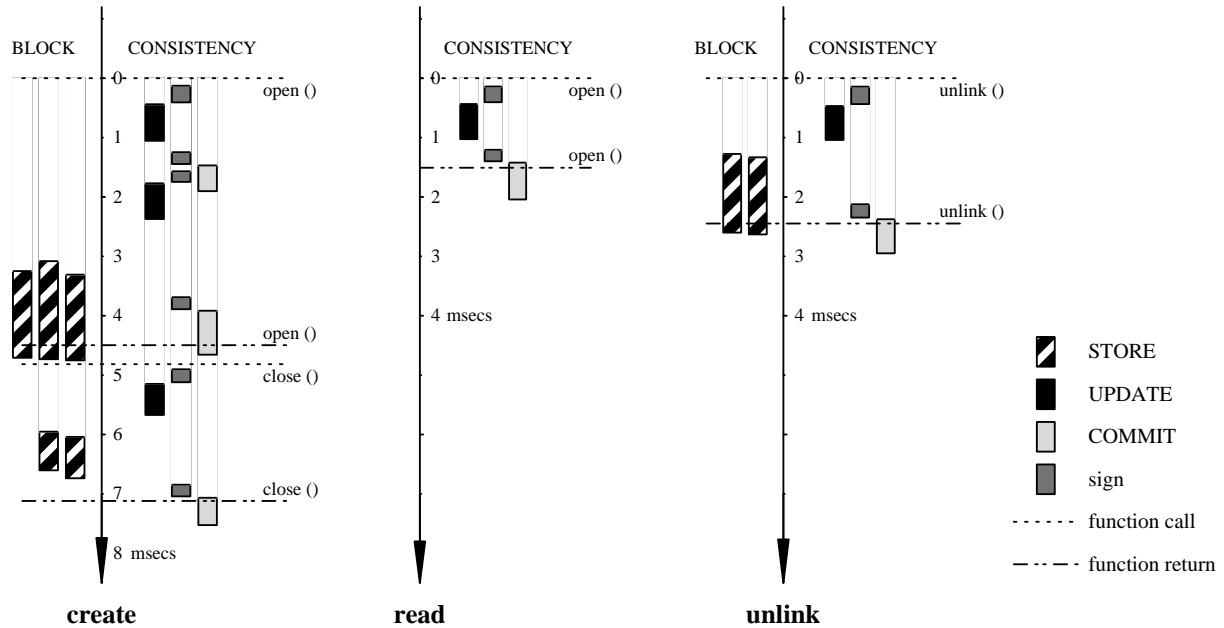 BLOCK CONSISTENCY
0
open ()
1
2
3
4
open ()
5
close ()
6
7
close ()
8 msecs
create
CONSISTENCY
0
open ()
1
open ()
2
3
4 msecs
read
BLOCK CONSISTENCY
0
unlink ()
1
2
unlink ()
3
4 msecs
unlink
STORE
UPDATE
COMMIT
sign
function call
function return